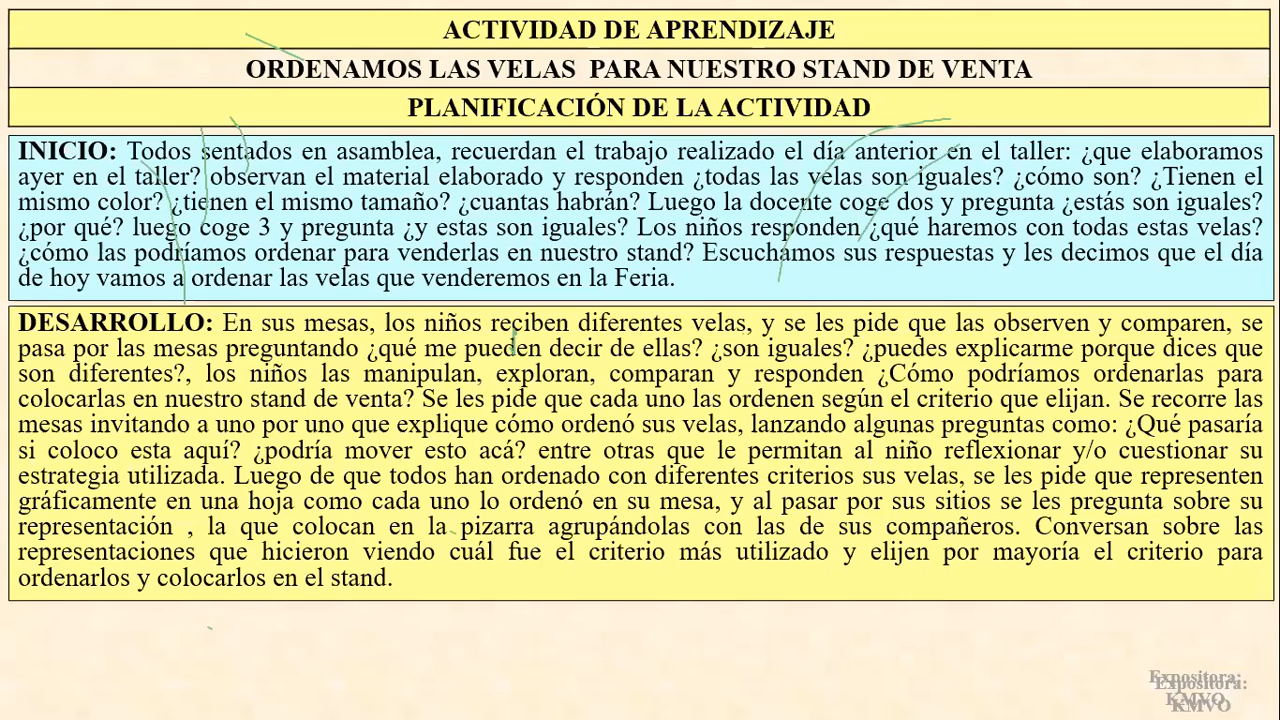 ACTIVIDAD DE APRENDIZAJE
ORDENAMOS LAS VELAS PARA NUESTRO STAND DE VENTA
PLANIFICACIÓN DE LA ACTIVIDAD
INICIO: Todos sentados en asamblea, recuerdan el trabajo realizado el día anterior en el taller: ¿que elaboramos
ayer en el taller? observan el material elaborado y responden ¿todas las velas son iguales? ¿cómo son? ¿Tienen el
mismo color? ¿tienen el mismo tamaño? ¿cuantas habrán? Luego la docente coge dos y pregunta ¿estás son iguales?
¿por qué? luego coge 3 y pregunta ¿y estas son iguales? Los niños responden ¿qué haremos con todas estas velas?
¿cómo las podríamos ordenar para venderlas en nuestro stand? Escuchamos sus respuestas y les decimos que el día
de hoy vamos a ordenar las velas que venderemos en la Feria.
DESARROLLO: En sus mesas, los niños reciben diferentes velas, y se les pide que las observen y comparen, se
pasa por las mesas preguntando ¿qué me pueden decir de ellas? ¿son iguales? ¿puedes explicarme porque dices que
son diferentes?, los niños las manipulan, exploran, comparan y responden ¿Cómo podríamos ordenarlas para
colocarlas en nuestro stand de venta? Se les pide que cada uno las ordenen según el criterio que elijan. Se recorre las
mesas invitando a uno por uno que explique cómo ordenó sus velas, lanzando algunas preguntas como: ¿Qué pasaría
si coloco esta aquí? ¿podría mover esto acá? entre otras que le permitan al niño reflexionar y/o cuestionar su
estrategia utilizada. Luego de que todos han ordenado con diferentes criterios sus velas, se les pide que representen
gráficamente en una hoja como cada uno lo ordenó en su mesa, y al pasar por sus sitios se les pregunta sobre su
representación , la que colocan en la pizarra agrupándolas con las de sus compañeros. Conversan sobre las
representaciones que hicieron viendo cuál fue el criterio más utilizado y elijen por mayoría el criterio para
ordenarlos y colocarlos en el stand.
Expositora:
KMVO
Expositora:
KMVO